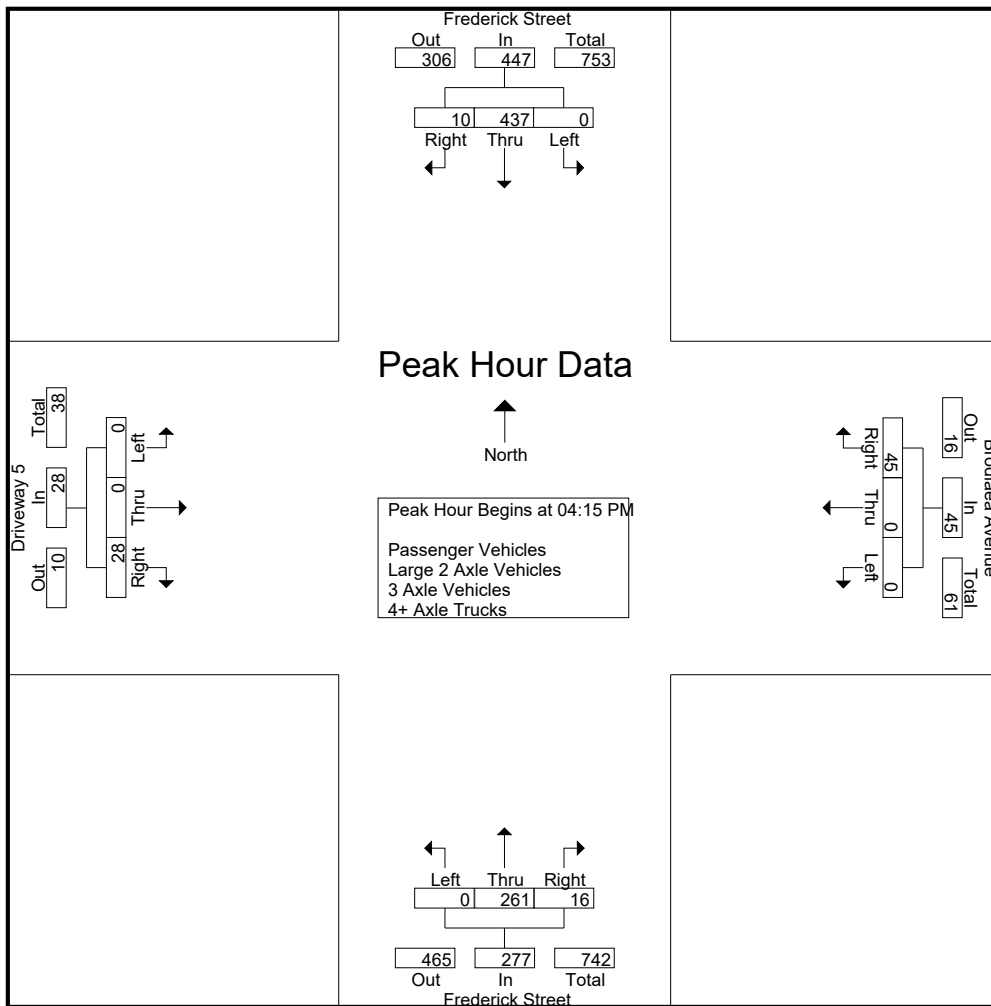 Frederick Street
Out In Total
306 447 753
10 437 0
Right Thru Left
Peak Hour Data
North
Peak Hour Begins at 04:15 PM
Passenger Vehicles
Large 2 Axle Vehicles
3 Axle Vehicles
4+ Axle Trucks
Driveway 5
Out In Total
10 28 38
Left Thru Right
0 0 28
Brodiaea Avenue
Out In Total
16 45 61
Right Thru Left
45 0 0
Left Thru Right
0 261 16
465 277 742
Out In Total
Frederick Street